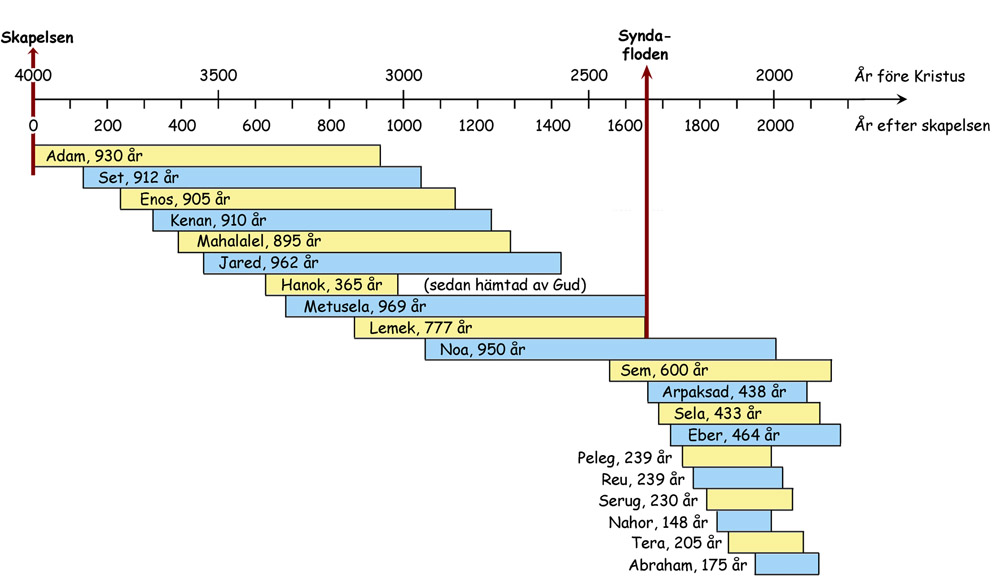 Skapelsen
Synda-
floden
4000 3500 3000 2500 2000 År före Kristus
0 200 400 600 800 1000 1200 1400 1600 1800 2000 År efter skapelsen
Adam, 930 år
Set, 912 år
Enos, 905 år
Kenan, 910 år
Mahalalel, 895 år
Jared, 962 år
Hanok, 365 år (sedan hämtad av Gud)
Metusela, 969 år
Lemek, 777 år
Noa, 950 år
Sem, 600 år
Arpaksad, 438 år
Sela, 433 år
Eber, 464 år
Peleg, 239 år
Reu, 239 år
Serug, 230 år
Nahor, 148 år
Tera, 205 år
Abraham, 175 år